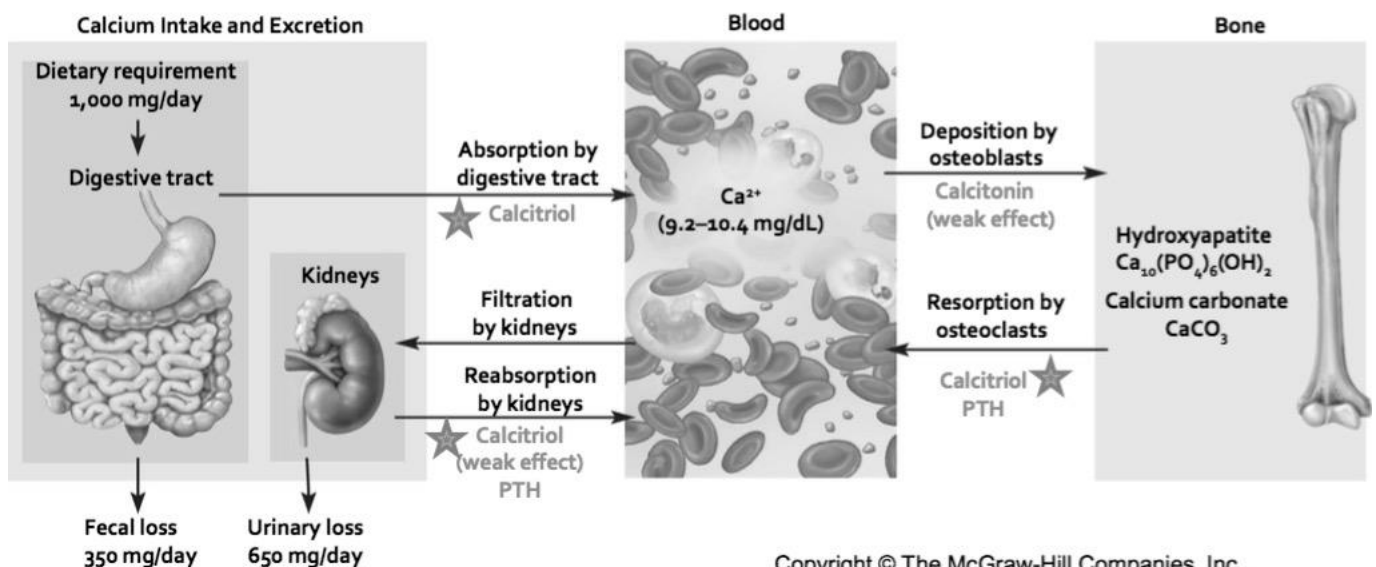 Calcium Intake and Excretion
Blood
Bone
Dietary requirement
1,000 mg/day
Digestive tract
Kidneys
Fecal loss
350 mg/day
Urinary loss
650 mg/day
Absorption by
digestive tract
Calcitriol
Filtration
by kidneys
Reabsorption
by kidneys
Calcitriol
(weak effect)
PTH
Ca²⁺
(9.2–10.4 mg/dL)
Deposition by
osteoblasts
Calcitonin
(weak effect)
Resorption by
osteoclasts
Calcitriol
PTH
Hydroxyapatite
Ca₁₀(PO₄)₆(OH)₂
Calcium carbonate
CaCO₃
Copyright © The McGraw-Hill Companies, Inc